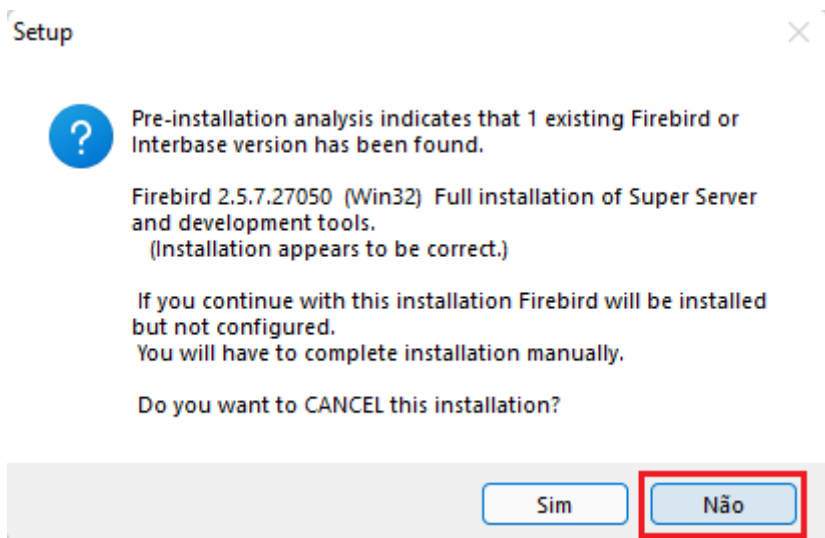 Setup
Pre-installation analysis indicates that 1 existing Firebird or
Interbase version has been found.
Firebird 2.5.7.27050 (Win32) Full installation of Super Server
and development tools.
(Installation appears to be correct.)
If you continue with this installation Firebird will be installed
but not configured.
You will have to complete installation manually.
Do you want to CANCEL this installation?
Sim
Não